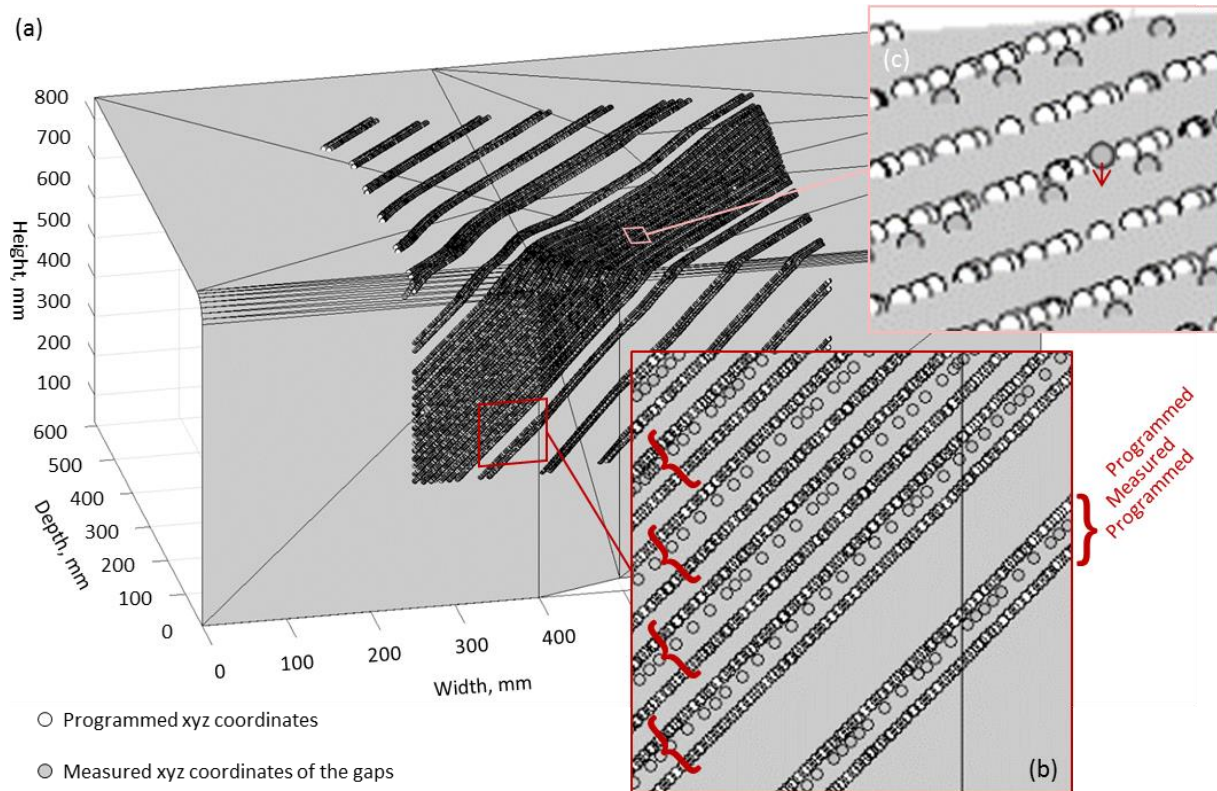 (a)
(c)
800
700
600
500
400
300
200
100
600
500
400
300
200
100
0
Height, mm
Depth, mm
0
100
200
300
400
Width, mm
Programmed
Measured
Programmed
(b)
Programmed xyz coordinates
Measured xyz coordinates of the gaps